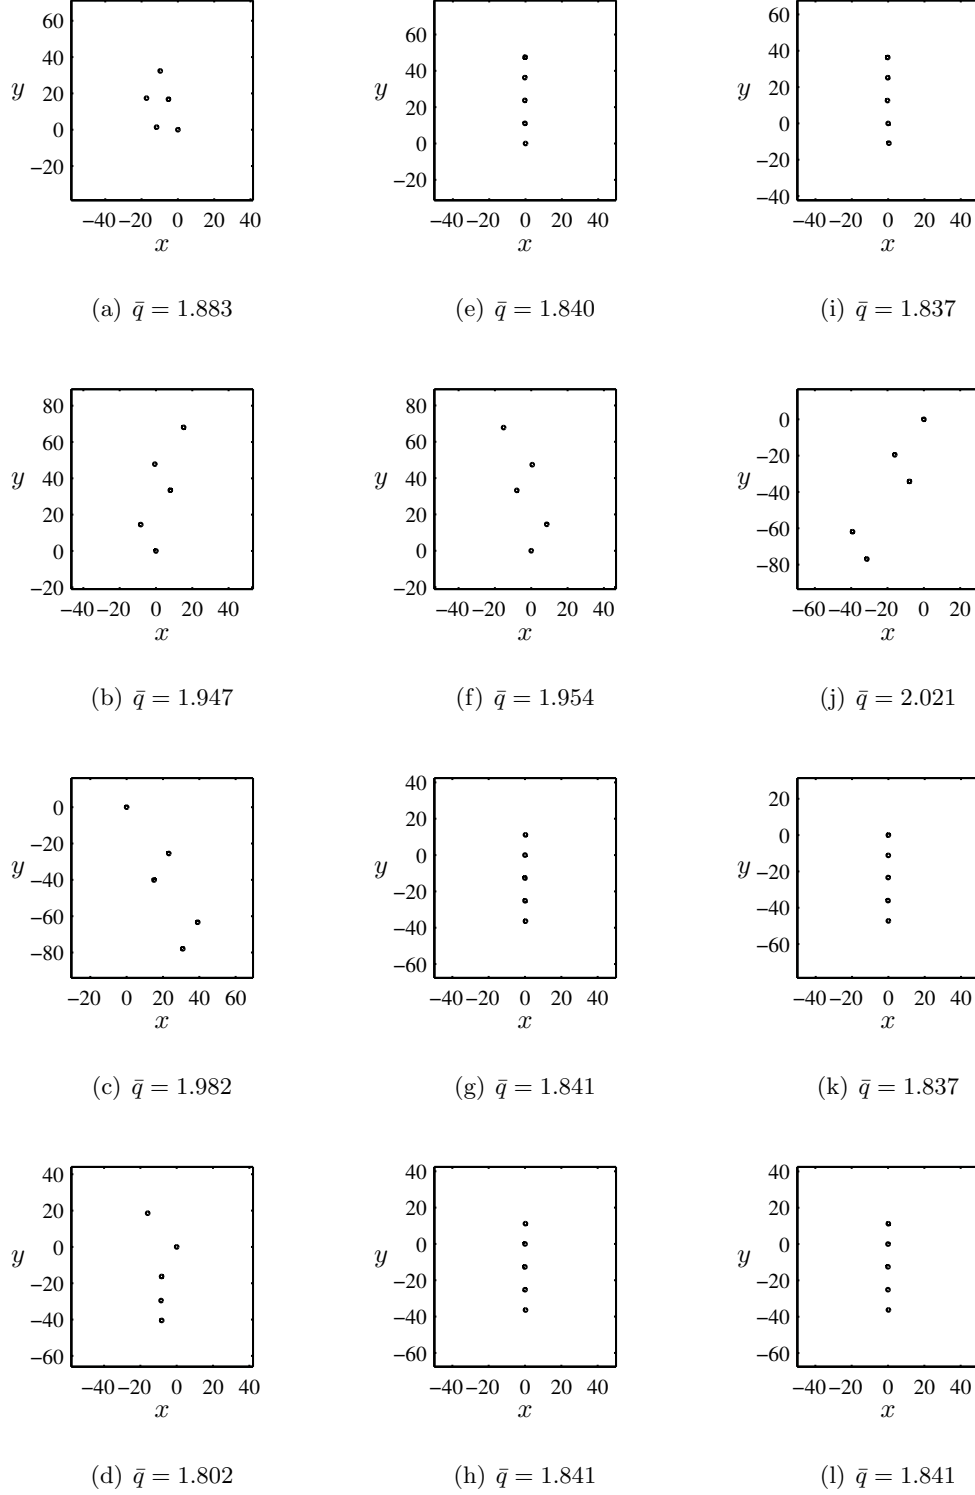 60 60 60
40 40 40
y 20 y 20 y 20
0 0 0
−20 −20 −20
−40
−40 −20 0 20 40 −40 −20 0 20 40 −40 −20 0 20 40
x x x
(a) q̄ = 1.883 (e) q̄ = 1.840 (i) q̄ = 1.837
80 80 0
60 60 −20
y 40 y 40 y −40
20 20 −60
0 0 −80
−20 −20
−40 −20 0 20 40 −40 −20 0 20 40 −60 −40 −20 0 20
x x x
(b) q̄ = 1.947 (f) q̄ = 1.954 (j) q̄ = 2.021
0 40 20
−20 20 0
y −40 y 0 y −20
−60 −20 −40
−80 −40 −60
−60
−20 0 20 40 60 −40 −20 0 20 40 −40 −20 0 20 40
x x x
(c) q̄ = 1.982 (g) q̄ = 1.841 (k) q̄ = 1.837
40 40 40
20 20 20
y 0 y 0 y 0
−20 −20 −20
−40 −40 −40
−60 −60 −60
−40 −20 0 20 40 −40 −20 0 20 40 −40 −20 0 20 40
x x x
(d) q̄ = 1.802 (h) q̄ = 1.841 (l) q̄ = 1.841